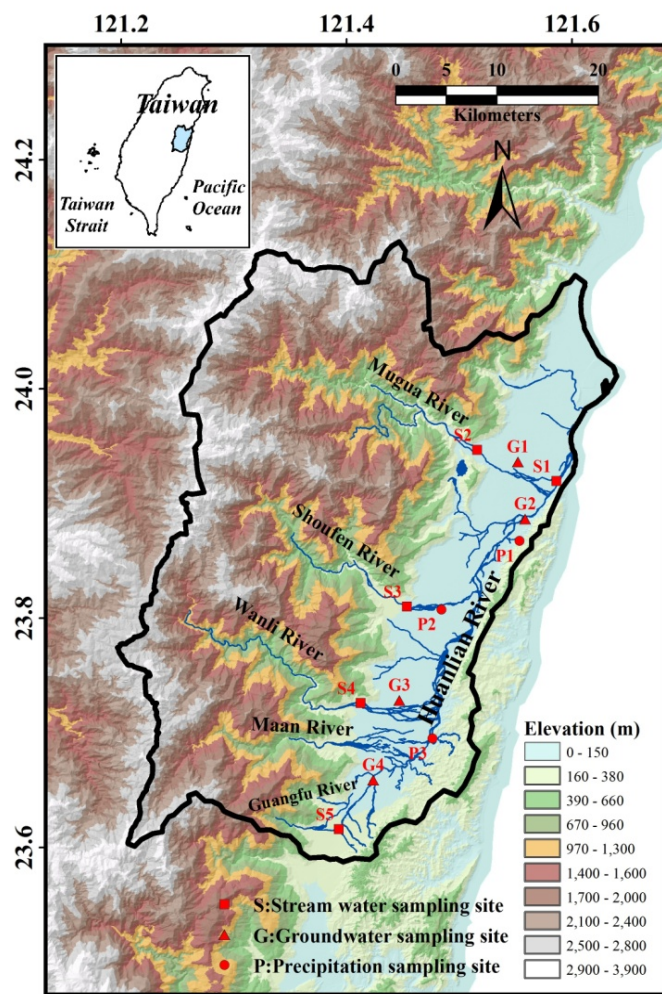 121.2 121.4 121.6
Taiwan
Taiwan
Strait
Pacific
Ocean
0 5 10 20
Kilometers
N
24.2
24.0
23.8
23.6
Mugua River
S2
G1
S1
G2
P1
Shoufen River
S3
P2
Huanlian River
Wanli River
S4
G3
Maan River
P3
G4
Guangfu River
S5
Elevation (m)
0 - 150
160 - 380
390 - 660
670 - 960
970 - 1,300
1,400 - 1,600
1,700 - 2,000
2,100 - 2,400
2,500 - 2,800
2,900 - 3,900
S:Stream water sampling site
G:Groundwater sampling site
P:Precipitation sampling site